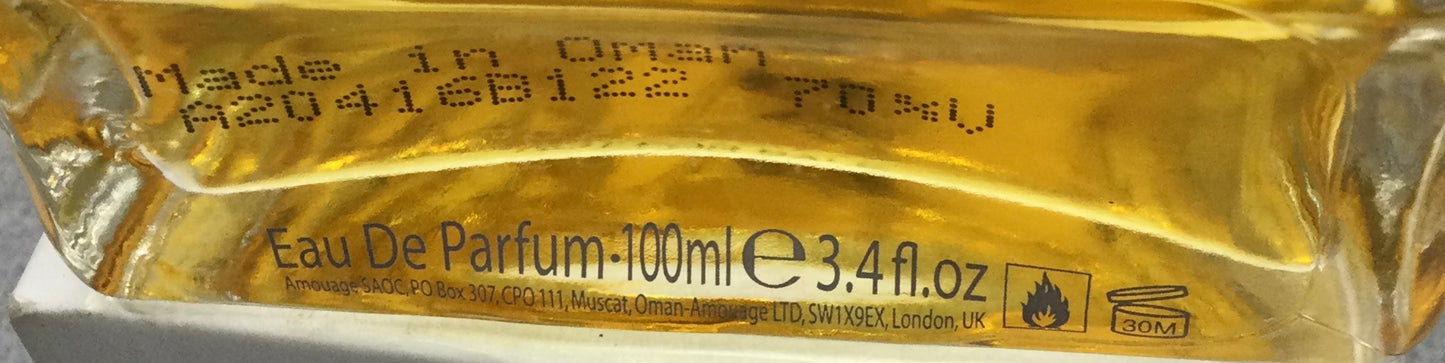 Made in Oman
A20416B122 70%V
Eau De Parfum·100ml e 3.4 fl.oz
Amouage SAOC, PO Box 307, CPO 111, Muscat, Oman-Amouage LTD, SW1X9EX, London, UK
30M